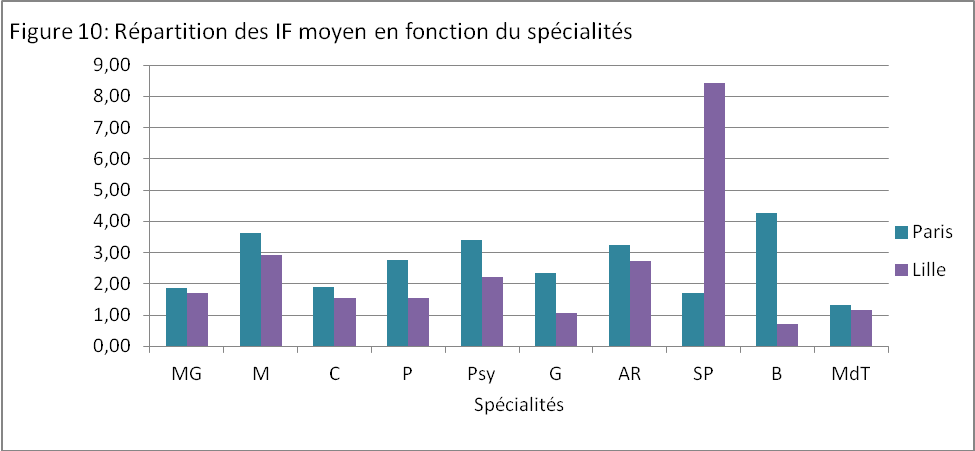 Figure 10: Répartition des IF moyen en fonction du spécialités
9,00
8,00
7,00
6,00
5,00
4,00
3,00
2,00
1,00
0,00
MG M C P Psy G AR SP B MdT
Spécialités
Paris
Lille